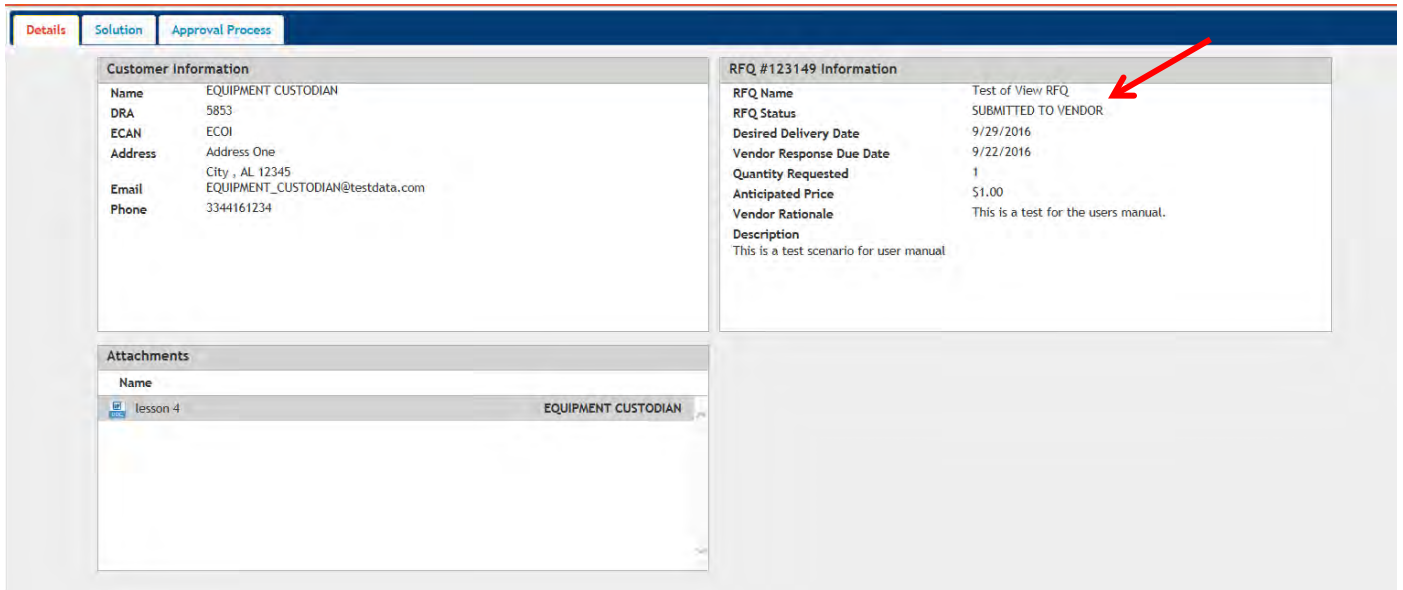 Details Solution Approval Process
Customer Information
Name EQUIPMENT CUSTODIAN
DRA 5853
ECAN ECOI
Address Address One
City , AL 12345
Email EQUIPMENT_CUSTODIAN@testdata.com
Phone 3344161234
RFQ #123149 Information
RFQ Name Test of View RFQ
RFQ Status SUBMITTED TO VENDOR
Desired Delivery Date 9/29/2016
Vendor Response Due Date 9/22/2016
Quantity Requested 1
Anticipated Price $1.00
Vendor Rationale This is a test for the users manual.
Description
This is a test scenario for user manual
Attachments
Name
lesson 4 EQUIPMENT CUSTODIAN